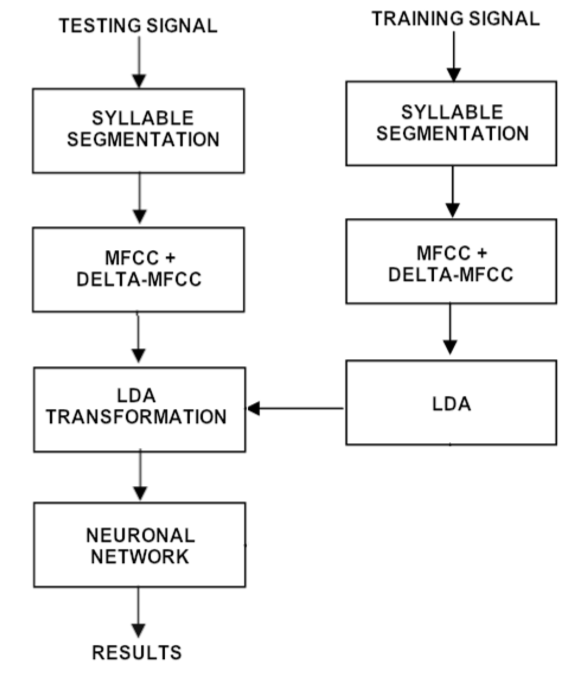 TESTING SIGNAL
TRAINING SIGNAL
SYLLABLE
SEGMENTATION
SYLLABLE
SEGMENTATION
MFCC +
DELTA-MFCC
MFCC +
DELTA-MFCC
LDA
TRANSFORMATION
LDA
NEURONAL
NETWORK
RESULTS